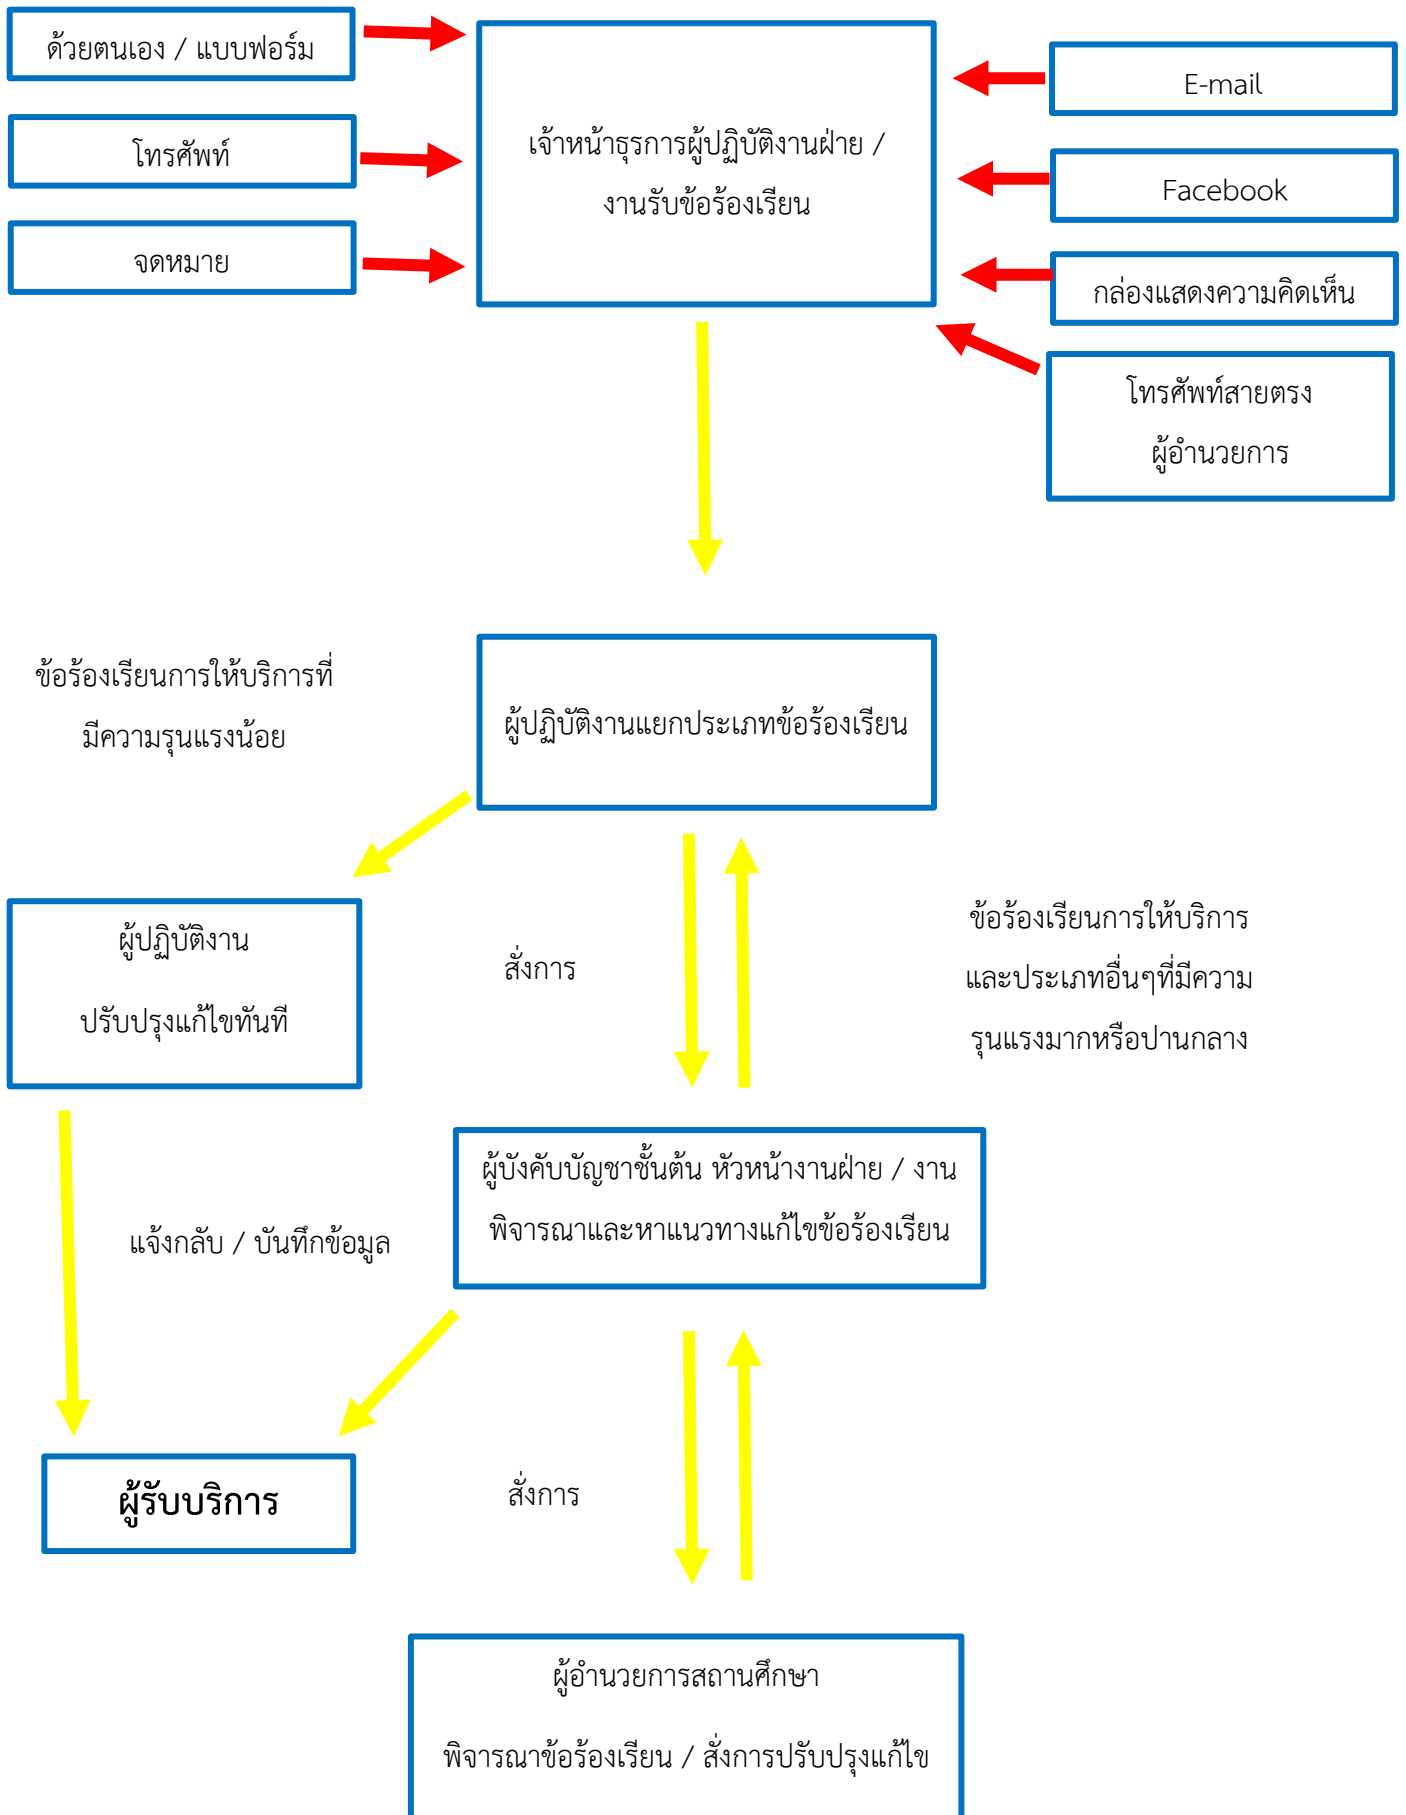 ด้วยตนเอง / แบบฟอร์ม
โทรศัพท์
จดหมาย
เจ้าหน้าธุรการผู้ปฏิบัติงานฝ่าย /
งานรับข้อร้องเรียน
E-mail
Facebook
กล่องแสดงความคิดเห็น
โทรศัพท์สายตรง
ผู้อำนวยการ
ข้อร้องเรียนการให้บริการที่
มีความรุนแรงน้อย
ผู้ปฏิบัติงานแยกประเภทข้อร้องเรียน
ผู้ปฏิบัติงาน
ปรับปรุงแก้ไขทันที
สั่งการ
ข้อร้องเรียนการให้บริการ
และประเภทอื่นๆที่มีความ
รุนแรงมากหรือปานกลาง
ผู้บังคับบัญชาชั้นต้น หัวหน้างานฝ่าย / งาน
พิจารณาและหาแนวทางแก้ไขข้อร้องเรียน
แจ้งกลับ / บันทึกข้อมูล
ผู้รับบริการ
สั่งการ
ผู้อำนวยการสถานศึกษา
พิจารณาข้อร้องเรียน / สั่งการปรับปรุงแก้ไข